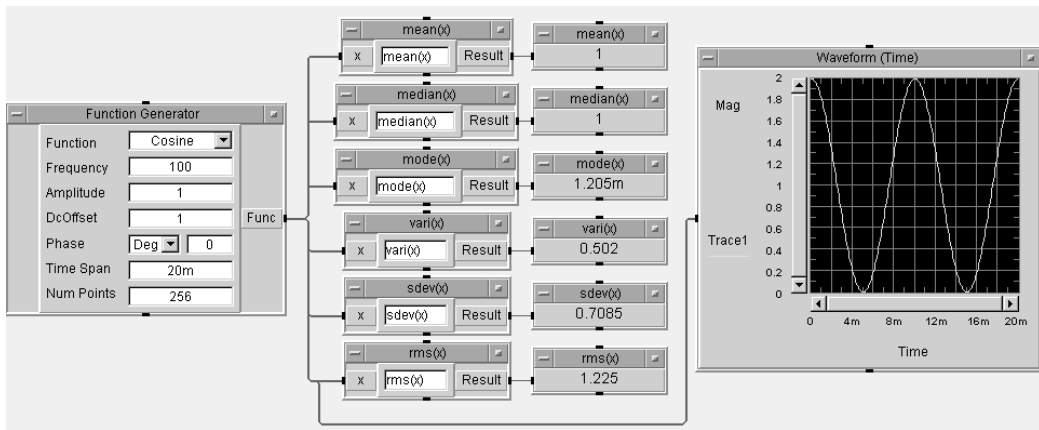 Function Generator
Function Cosine
Frequency 100
Amplitude 1
DcOffset 1
Phase Deg 0
Time Span 20m
Num Points 256
Func
mean(x)
x mean(x) Result
mean(x)
1
median(x)
x median(x) Result
median(x)
1
mode(x)
x mode(x) Result
mode(x)
1.205m
vari(x)
x vari(x) Result
vari(x)
0.502
sdev(x)
x sdev(x) Result
sdev(x)
0.7085
rms(x)
x rms(x) Result
rms(x)
1.225
Waveform (Time)
Mag
Trace1
2
1.8
1.6
1.4
1.2
1
0.8
0.6
0.4
0.2
0
0 4m 8m 12m 16m 20m
Time